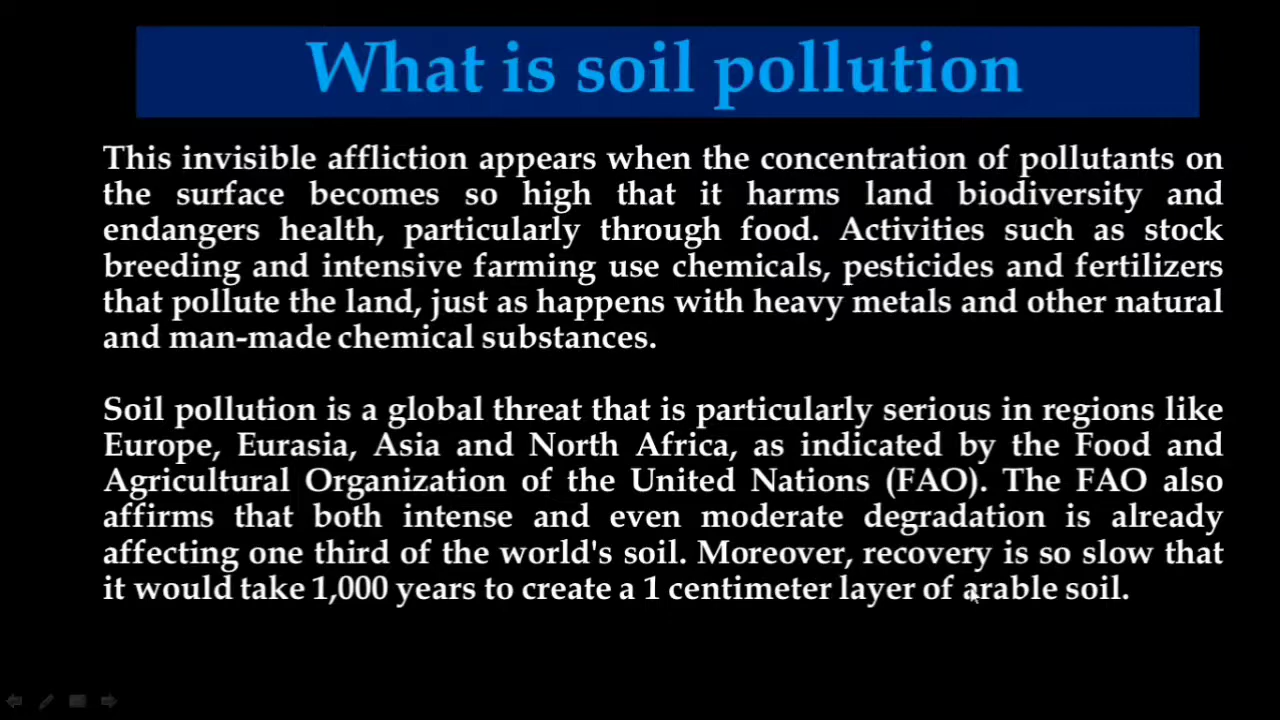 What is soil pollution
This invisible affliction appears when the concentration of pollutants on
the surface becomes so high that it harms land biodiversity and
endangers health, particularly through food. Activities such as stock
breeding and intensive farming use chemicals, pesticides and fertilizers
that pollute the land, just as happens with heavy metals and other natural
and man-made chemical substances.
Soil pollution is a global threat that is particularly serious in regions like
Europe, Eurasia, Asia and North Africa, as indicated by the Food and
Agricultural Organization of the United Nations (FAO). The FAO also
affirms that both intense and even moderate degradation is already
affecting one third of the world's soil. Moreover, recovery is so slow that
it would take 1,000 years to create a 1 centimeter layer of arable soil.